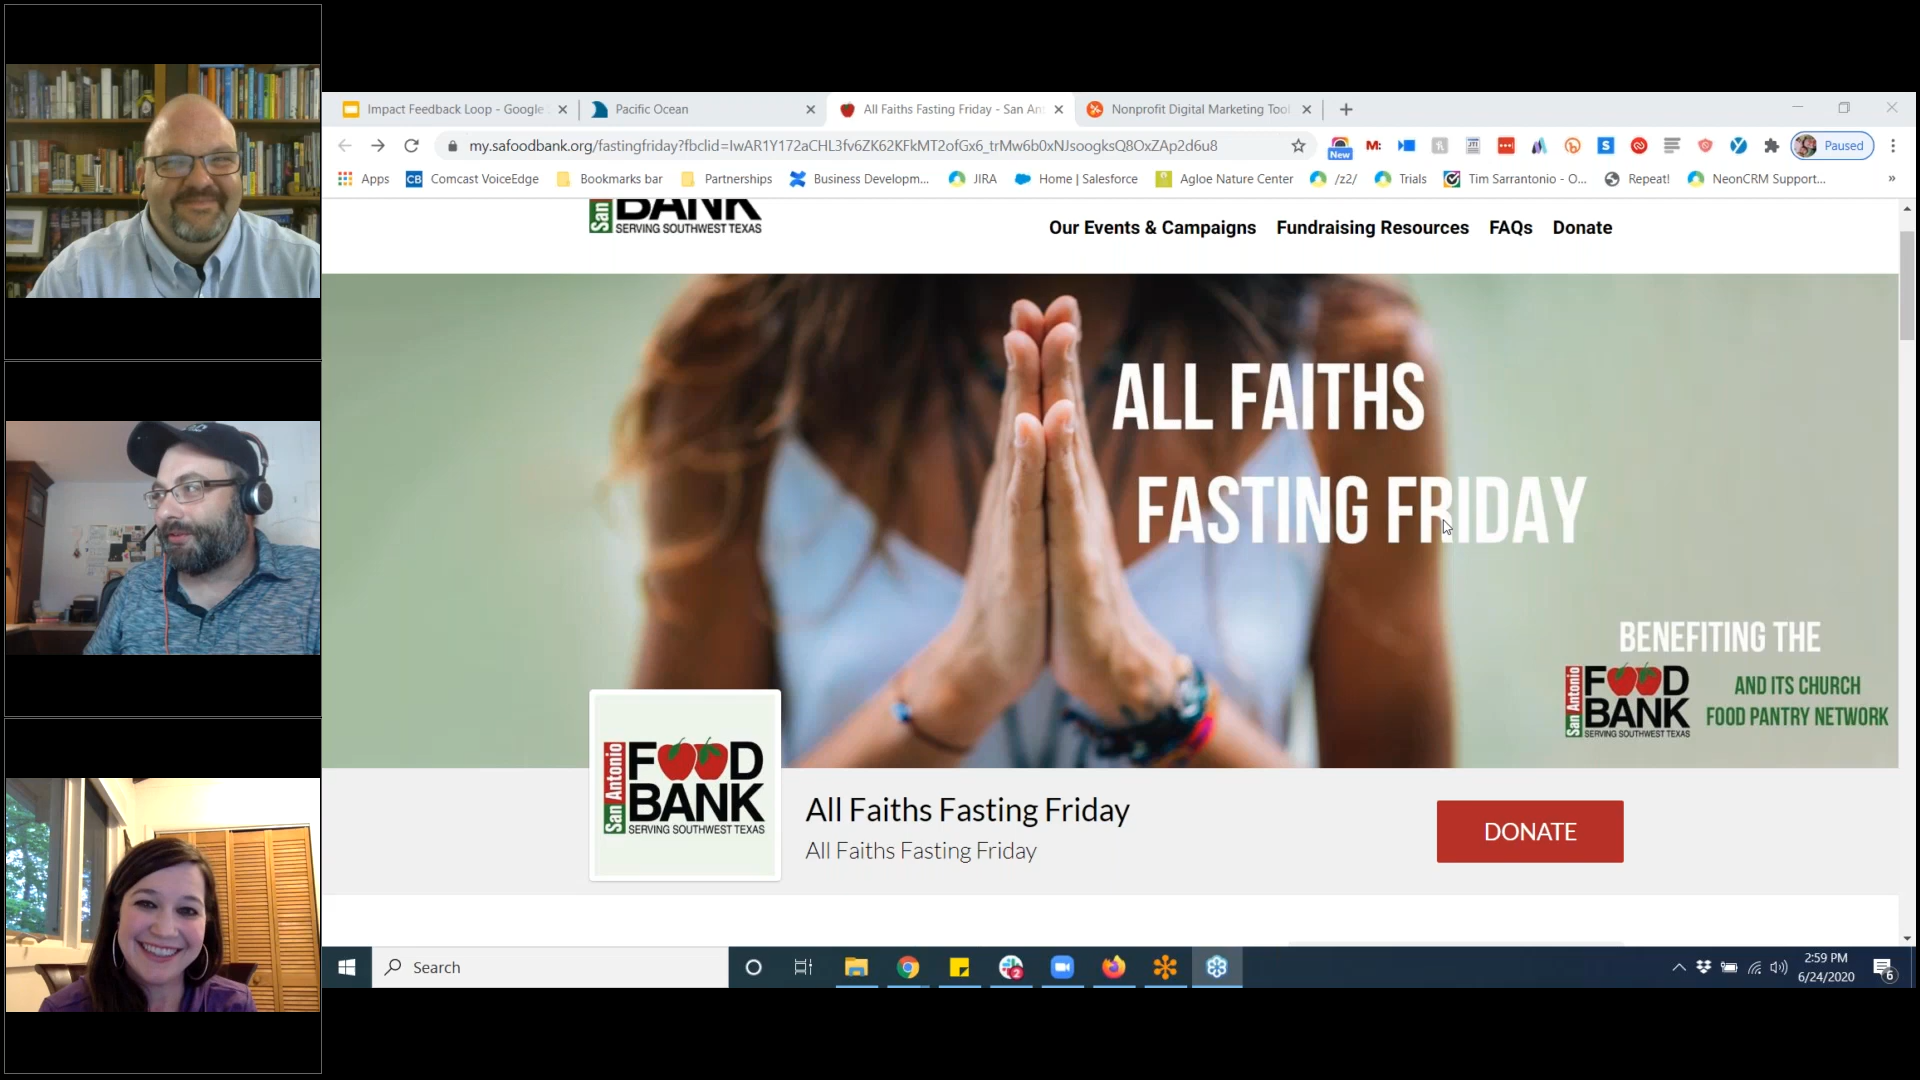 Impact Feedback Loop - Google
Pacific Ocean
All Faiths Fasting Friday - San An
Nonprofit Digital Marketing Tool
my.safoodbank.org/fastingfriday?fbclid=IwAR1Y172aCHL3fv6ZK62KFkMT2ofGx6_trMw6b0xNJsoogksQ8OxZAp2d6u8
New
M:
S
Paused
Apps
CB Comcast VoiceEdge
Bookmarks bar
Partnerships
Business Developm...
JIRA
Home | Salesforce
Agloe Nature Center
/z2/
Trials
Tim Sarrantonio - O...
Repeat!
NeonCRM Support...
»
San BANK
SERVING SOUTHWEST TEXAS
Our Events & Campaigns
Fundraising Resources
FAQs
Donate
ALL FAITHS
FASTING FRIDAY
BENEFITING THE
San Antonio
FOOD
BANK
SERVING SOUTHWEST TEXAS
AND ITS CHURCH
FOOD PANTRY NETWORK
San Antonio
FOOD
BANK
SERVING SOUTHWEST TEXAS
All Faiths Fasting Friday
All Faiths Fasting Friday
DONATE
Search
2
2:59 PM
6/24/2020
6